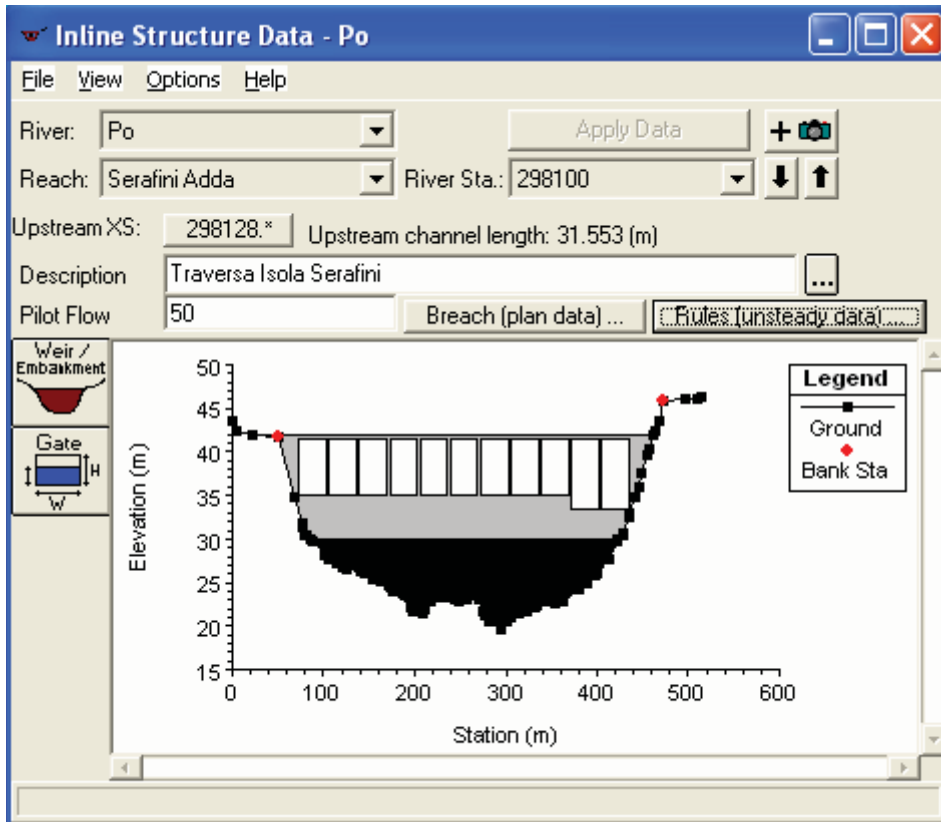 Inline Structure Data - Po
File View Options Help
River: Po Apply Data +
Reach: Serafini Adda River Sta.: 298100
Upstream XS: 298128.* Upstream channel length: 31.553 (m)
Description Traversa Isola Serafini ...
Pilot Flow 50 Breach (plan data) ... Rules (unsteady data) ...
Weir / Embankment
Gate
H
W
Elevation (m)
50
45
40
35
30
25
20
15
0 100 200 300 400 500 600
Station (m)
Legend
Ground
Bank Sta